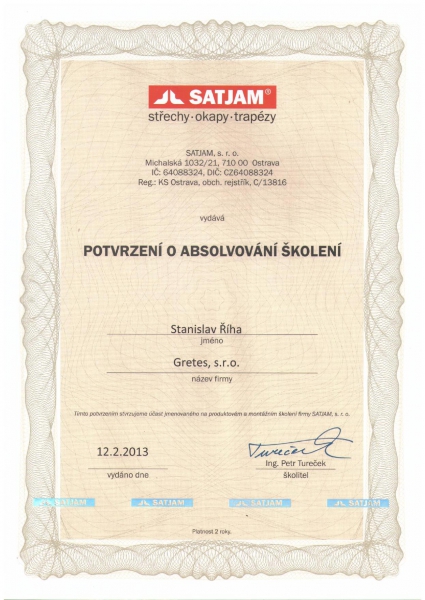 SATJAM®
střechy·okapy·trapézy
SATJAM, s. r. o.
Michalská 1032/21, 710 00 Ostrava
IČ: 64088324, DIČ: CZ64088324
Reg.: KS Ostrava, obch. rejstřík, C/13816
vydává
POTVRZENÍ O ABSOLVOVÁNÍ ŠKOLENÍ
Stanislav Říha
jméno
Gretes, s.r.o.
název firmy
Tímto potvrzením stvrzujeme účast jmenovaného na produktovém a montážním školení firmy SATJAM, s. r. o.
12.2.2013
Tureček
Ing. Petr Tureček
vydáno dne
školitel
SATJAM SATJAM SATJAM SATJAM
Platnost 2 roky.